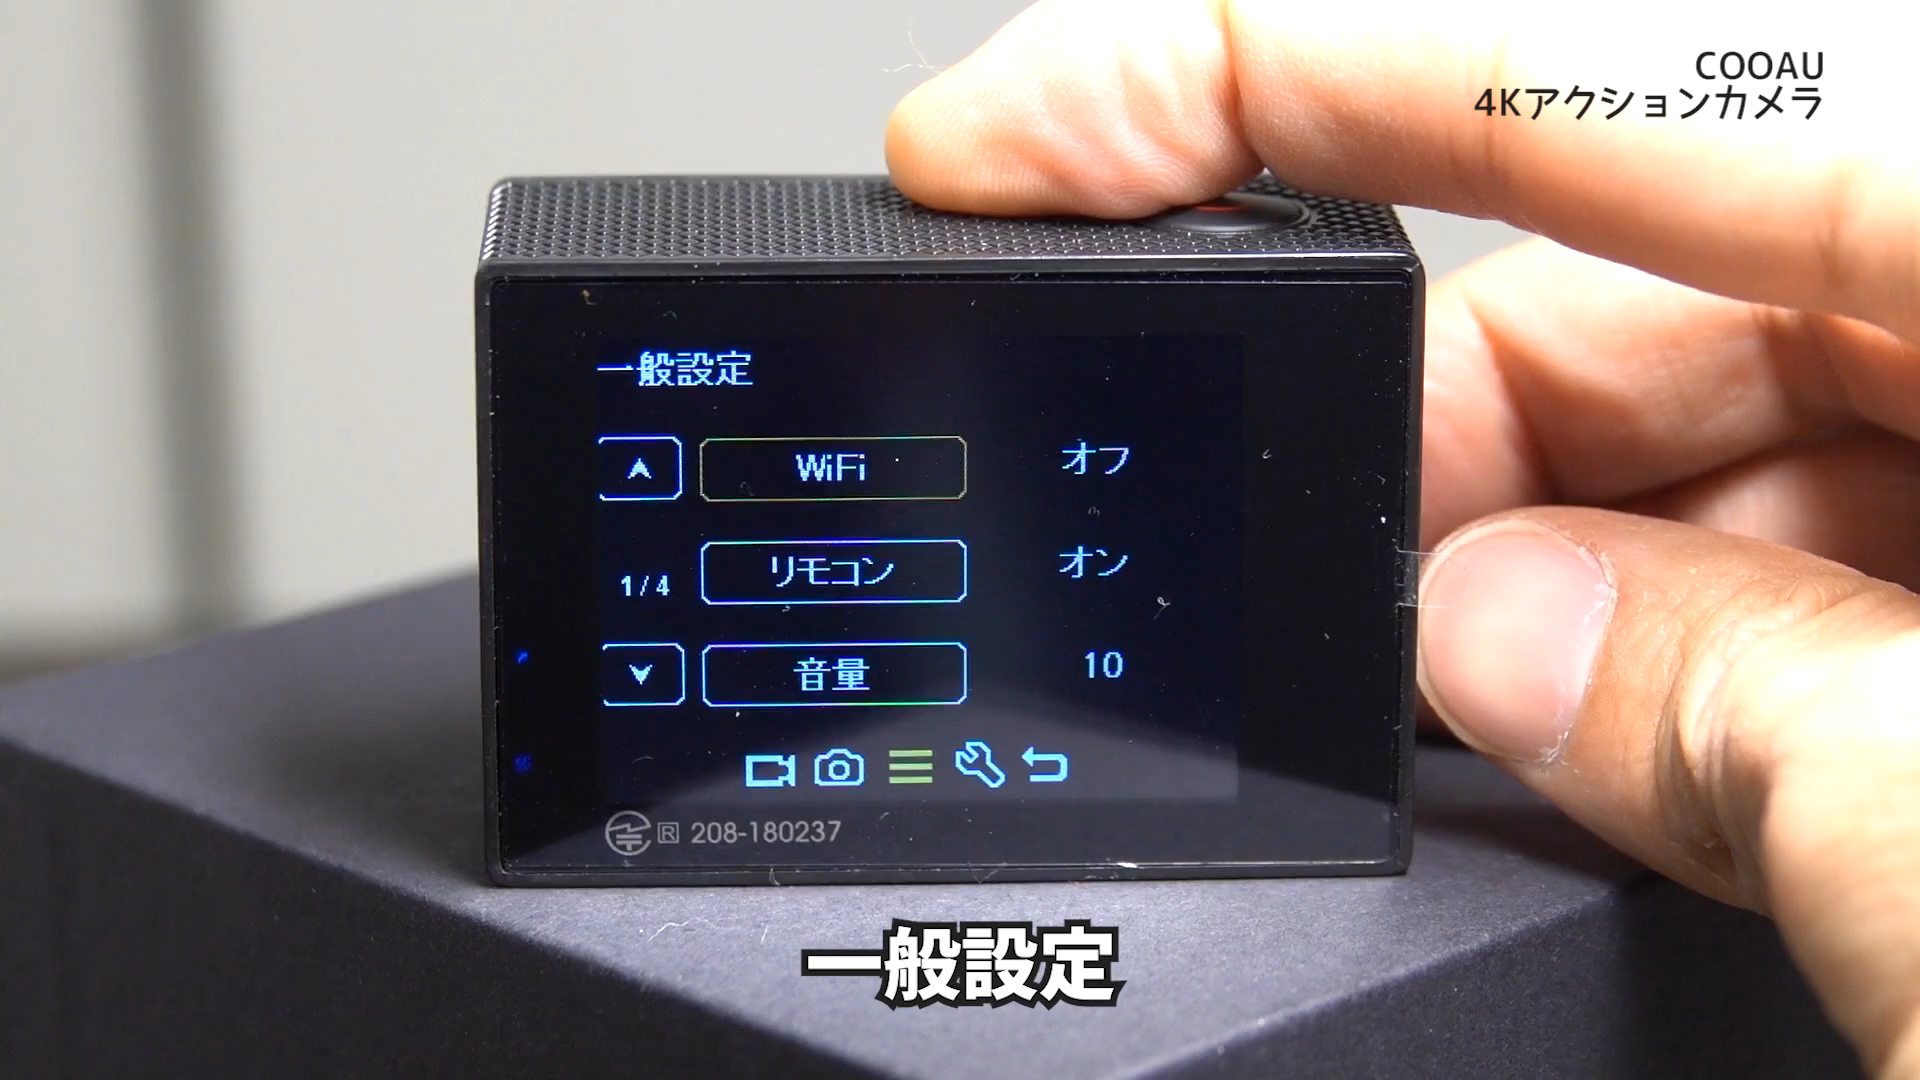 COOAU
4Kアクションカメラ
一般設定
WiFi オフ
リモコン オン
1/4
音量 10
R 208-180237
一般設定